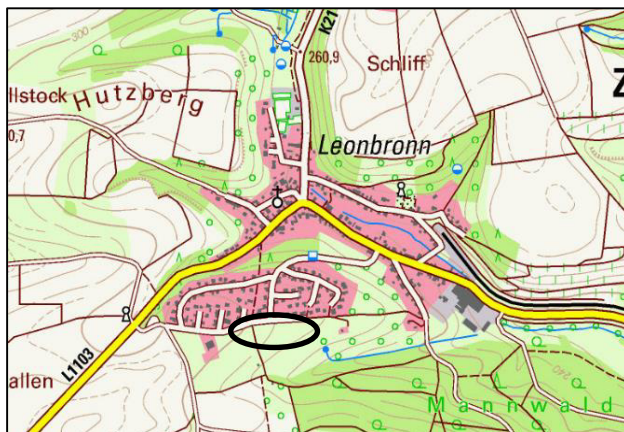 300
K21
260,9
Schliff
Z
llstock
Hutzberg
0,7
Leonbronn
L1103
allen
Mannwald